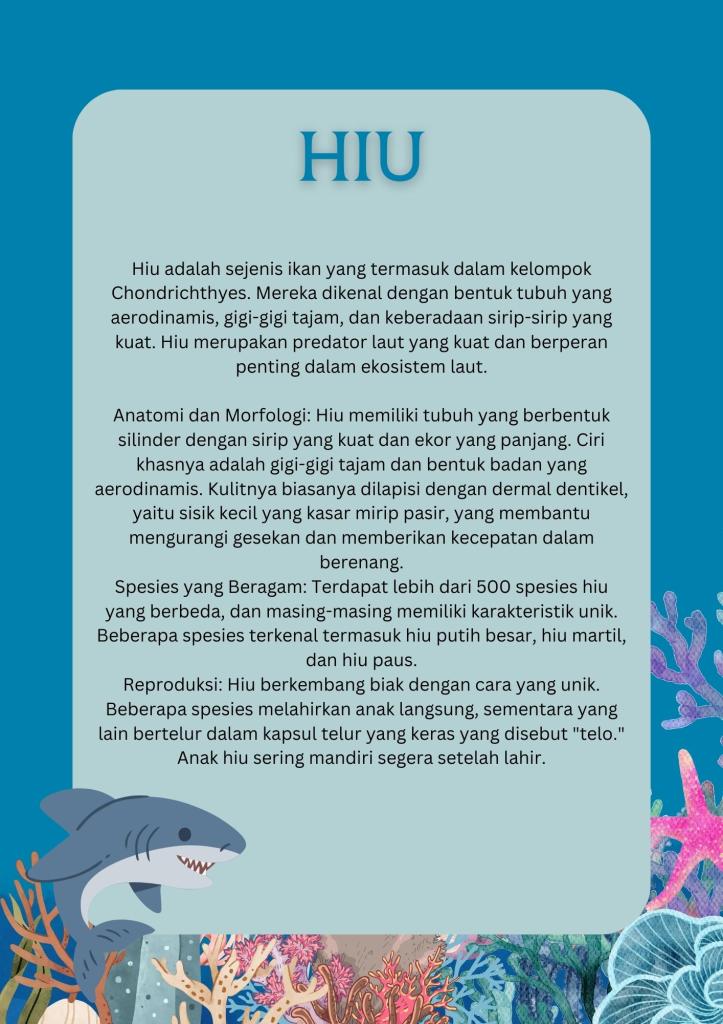 HIU
Hiu adalah sejenis ikan yang termasuk dalam kelompok
Chondrichthyes. Mereka dikenal dengan bentuk tubuh yang
aerodinamis, gigi-gigi tajam, dan keberadaan sirip-sirip yang
kuat. Hiu merupakan predator laut yang kuat dan berperan
penting dalam ekosistem laut.
Anatomi dan Morfologi: Hiu memiliki tubuh yang berbentuk
silinder dengan sirip yang kuat dan ekor yang panjang. Ciri
khasnya adalah gigi-gigi tajam dan bentuk badan yang
aerodinamis. Kulitnya biasanya dilapisi dengan dermal dentikel,
yaitu sisik kecil yang kasar mirip pasir, yang membantu
mengurangi gesekan dan memberikan kecepatan dalam
berenang.
Spesies yang Beragam: Terdapat lebih dari 500 spesies hiu
yang berbeda, dan masing-masing memiliki karakteristik unik.
Beberapa spesies terkenal termasuk hiu putih besar, hiu martil,
dan hiu paus.
Reproduksi: Hiu berkembang biak dengan cara yang unik.
Beberapa spesies melahirkan anak langsung, sementara yang
lain bertelur dalam kapsul telur yang keras yang disebut "telo."
Anak hiu sering mandiri segera setelah lahir.